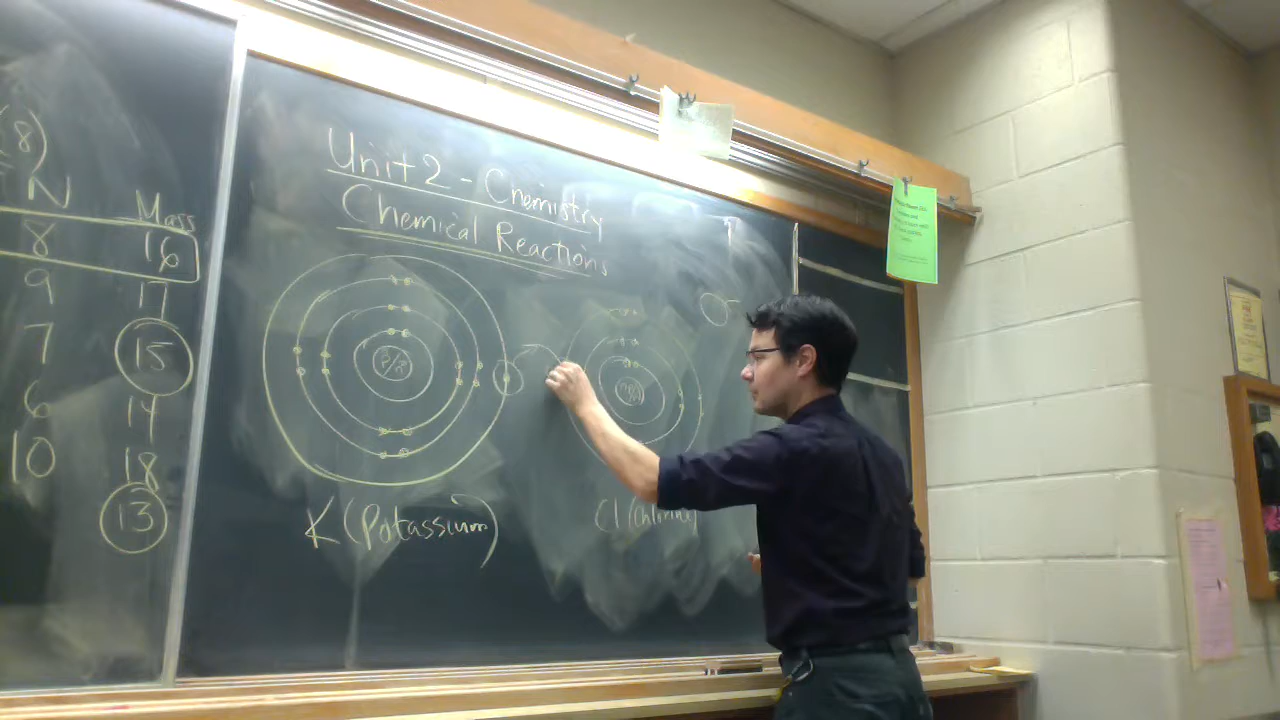 (8)
N Mass
8 16
9 17
7 15
6 14
10 18
13
Unit 2 - Chemistry
Chemical Reactions
K (Potassium)
Cl (Chlorine)